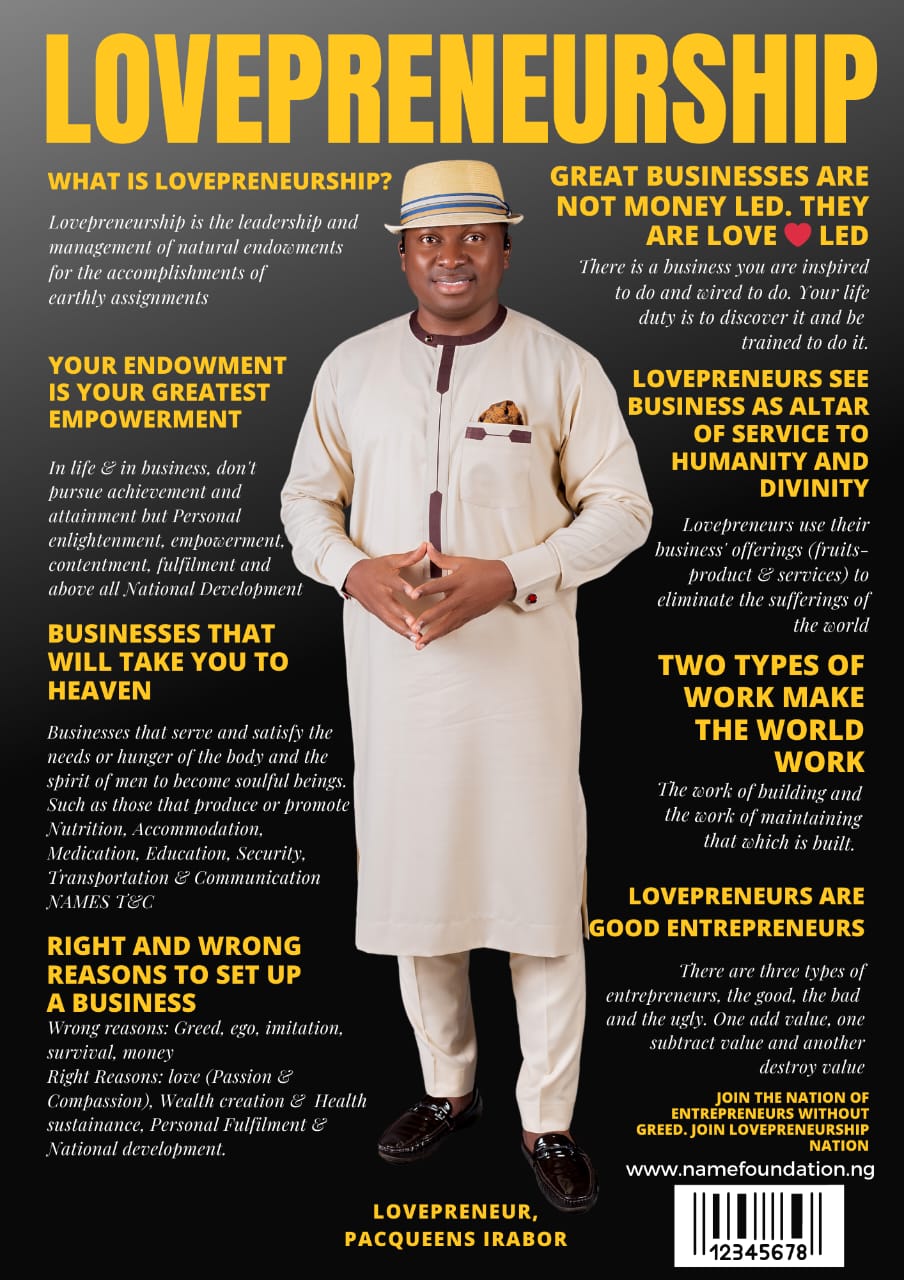 LOVEPRENEURSHIP
WHAT IS LOVEPRENEURSHIP?
Lovepreneurship is the leadership and
management of natural endowments
for the accomplishments of
earthly assignments
YOUR ENDOWMENT
IS YOUR GREATEST
EMPOWERMENT
In life & in business, don't
pursue achievement and
attainment but Personal
enlightenment, empowerment,
contentment, fulfilment and
above all National Development
BUSINESSES THAT
WILL TAKE YOU TO
HEAVEN
Businesses that serve and satisfy the
needs or hunger of the body and the
spirit of men to become soulful beings.
Such as those that produce or promote
Nutrition, Accommodation,
Medication, Education, Security,
Transportation & Communication
NAMES T&C
RIGHT AND WRONG
REASONS TO SET UP
A BUSINESS
Wrong reasons: Greed, ego, imitation,
survival, money
Right Reasons: love (Passion &
Compassion), Wealth creation & Health
sustainance, Personal Fulfilment &
National development.
GREAT BUSINESSES ARE
NOT MONEY LED. THEY
ARE LOVE ❤ LED
There is a business you are inspired
to do and wired to do. Your life
duty is to discover it and be
trained to do it.
LOVEPRENEURS SEE
BUSINESS AS ALTAR
OF SERVICE TO
HUMANITY AND
DIVINITY
Lovepreneurs use their
business' offerings (fruits-
product & services) to
eliminate the sufferings of
the world
TWO TYPES OF
WORK MAKE
THE WORLD
WORK
The work of building and
the work of maintaining
that which is built.
LOVEPRENEURS ARE
GOOD ENTREPRENEURS
There are three types of
entrepreneurs, the good, the bad
and the ugly. One add value, one
subtract value and another
destroy value
JOIN THE NATION OF
ENTREPRENEURS WITHOUT
GREED. JOIN LOVEPRENEURSHIP
NATION
www.namefoundation.ng
LOVEPRENEUR,
PACQUEENS IRABOR
12345678